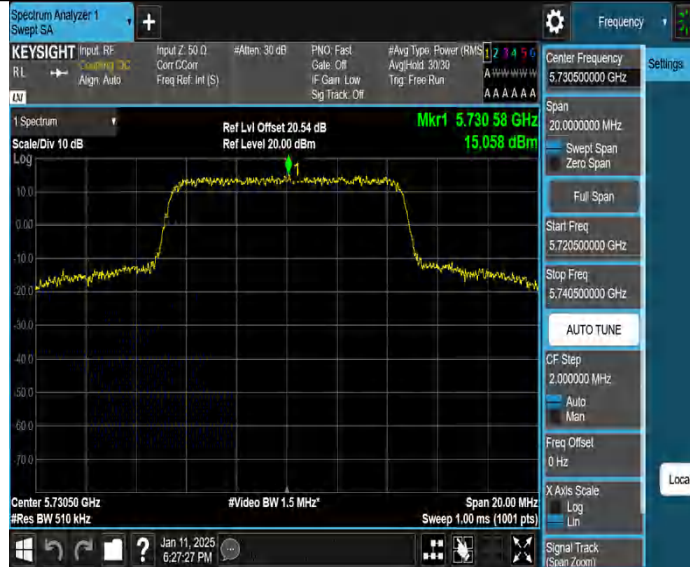 Spectrum Analyzer 1
Swept SA
+
Frequency
KEYSIGHT
Input: RF
Input Z: 50 Ω
#Atten: 30 dB
PNO: Fast
#Avg Type: Power (RMS
1 2 3 4 5 6
RL
Coupling: DC
Corr CCorr
Gate: Off
Avg|Hold: 30/30
A W W W W W
Align: Auto
Freq Ref: Int (S)
IF Gain: Low
Trig: Free Run
Sig Track: Off
A A A A A A
LXI
1 Spectrum
Ref Lvl Offset 20.54 dB
Mkr1 5.730 58 GHz
Scale/Div 10 dB
Ref Level 20.00 dBm
15.058 dBm
Log
1
10.0
0.00
-10.0
-20.0
-30.0
-40.0
-50.0
-60.0
-70.0
Center 5.73050 GHz
#Video BW 1.5 MHz*
Span 20.00 MHz
#Res BW 510 kHz
Sweep 1.00 ms (1001 pts)
?
Jan 11, 2025
6:27:27 PM
Center Frequency
5.730500000 GHz
Settings
Span
20.0000000 MHz
Swept Span
Zero Span
Full Span
Start Freq
5.720500000 GHz
Stop Freq
5.740500000 GHz
AUTO TUNE
CF Step
2.000000 MHz
Auto
Man
Freq Offset
0 Hz
Loca
X Axis Scale
Log
Lin
Signal Track
(Span Zoom)